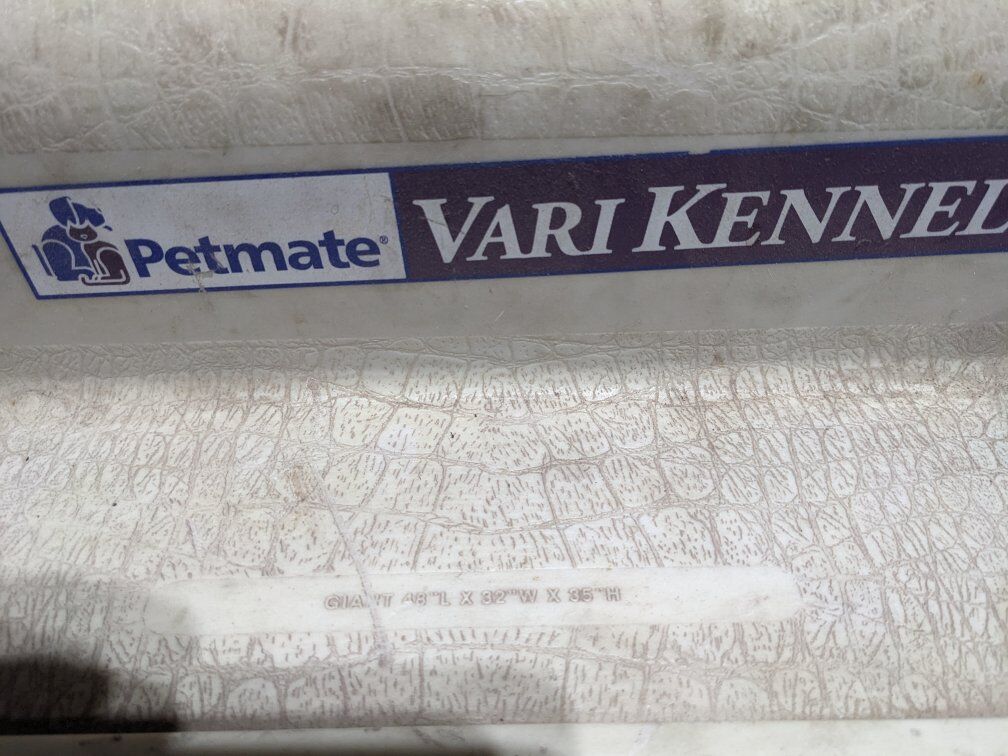 Petmate® VARI KENNEL
GIANT 48"L X 32"W X 35"H